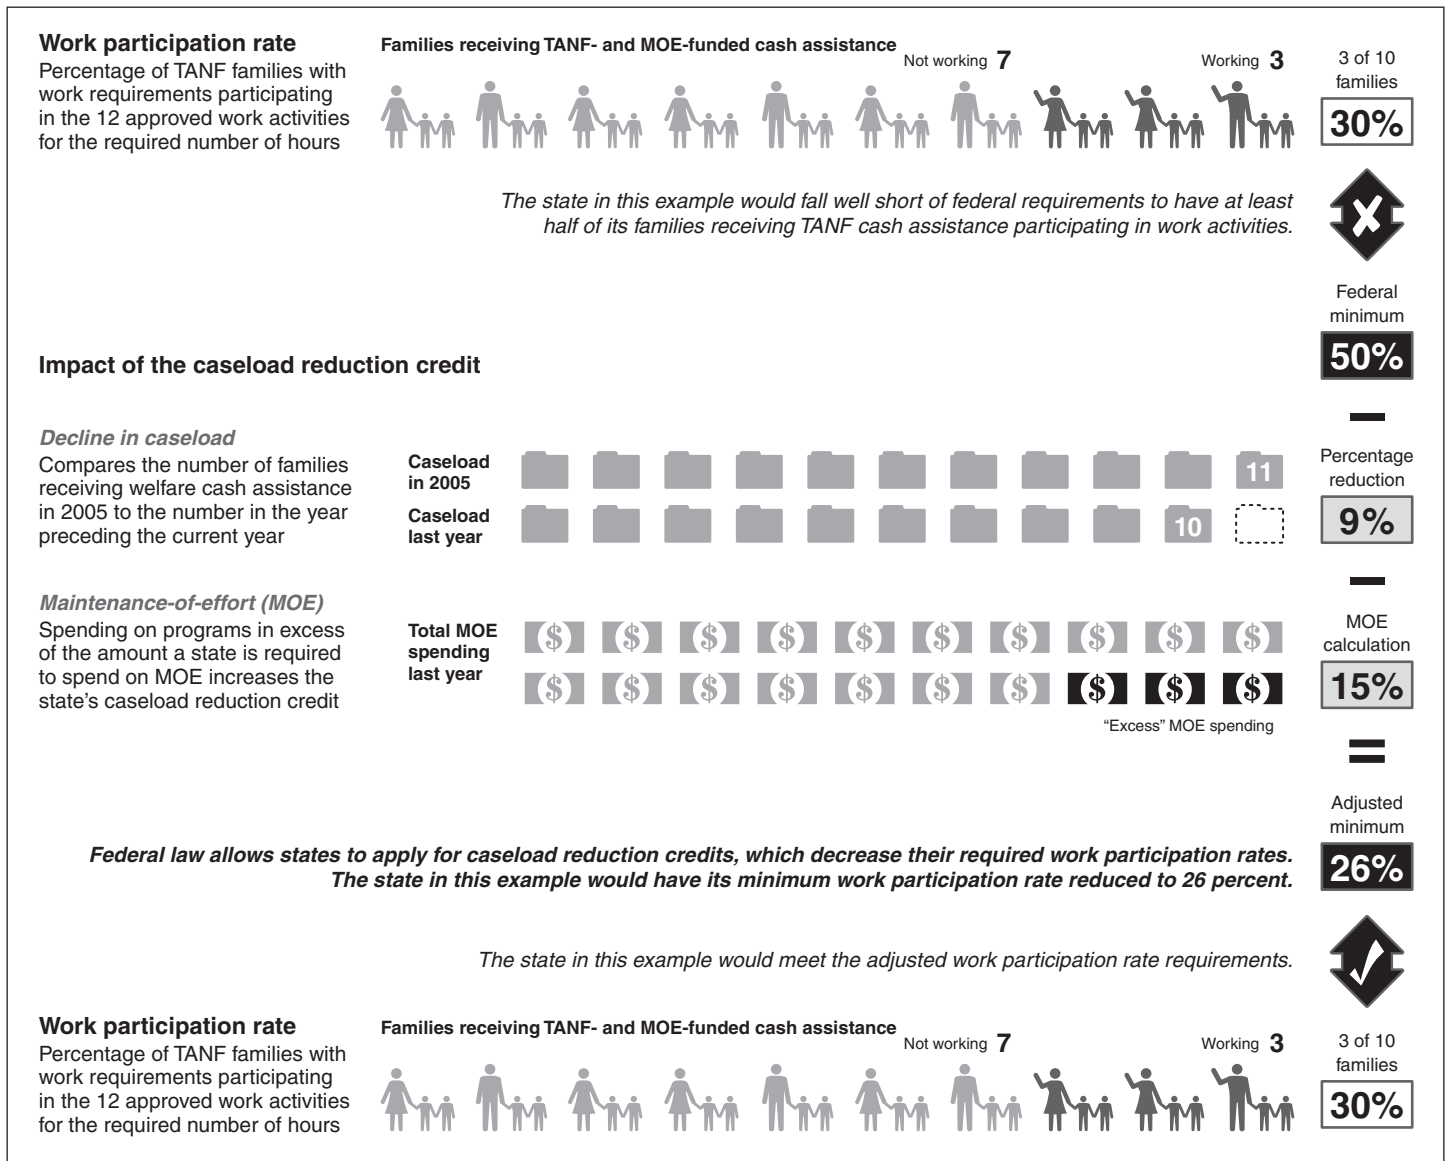 Work participation rate
Percentage of TANF families with
work requirements participating
in the 12 approved work activities
for the required number of hours
Families receiving TANF- and MOE-funded cash assistance
Not working 7
Working 3
3 of 10
families
30%
The state in this example would fall well short of federal requirements to have at least
half of its families receiving TANF cash assistance participating in work activities.
Federal
minimum
50%
Impact of the caseload reduction credit
Decline in caseload
Compares the number of families
receiving welfare cash assistance
in 2005 to the number in the year
preceding the current year
Caseload
in 2005
11
Caseload
last year
10
Percentage
reduction
9%
Maintenance-of-effort (MOE)
Spending on programs in excess
of the amount a state is required
to spend on MOE increases the
state's caseload reduction credit
Total MOE
spending
last year
$ $ $ $ $ $ $ $ $ $
$ $ $ $ $ $ $ $ $ $
"Excess" MOE spending
MOE
calculation
15%
Adjusted
minimum
26%
Federal law allows states to apply for caseload reduction credits, which decrease their required work participation rates.
The state in this example would have its minimum work participation rate reduced to 26 percent.
The state in this example would meet the adjusted work participation rate requirements.
Work participation rate
Percentage of TANF families with
work requirements participating
in the 12 approved work activities
for the required number of hours
Families receiving TANF- and MOE-funded cash assistance
Not working 7
Working 3
3 of 10
families
30%